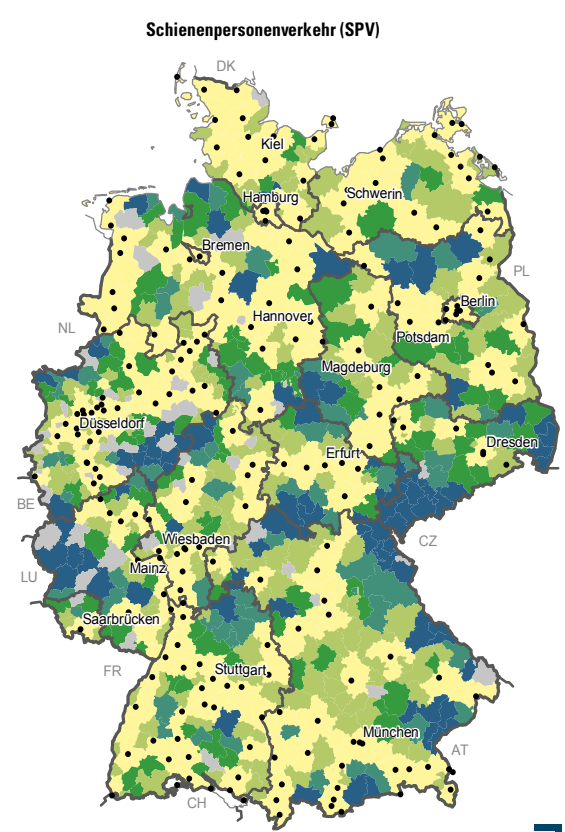 Schienenpersonenverkehr (SPV)
DK
Kiel
Hamburg
Schwerin
Bremen
PL
Berlin
NL
Hannover
Potsdam
Magdeburg
Düsseldorf
Erfurt
Dresden
BE
Wiesbaden
CZ
Mainz
LU
Saarbrücken
FR
Stuttgart
München
AT
CH